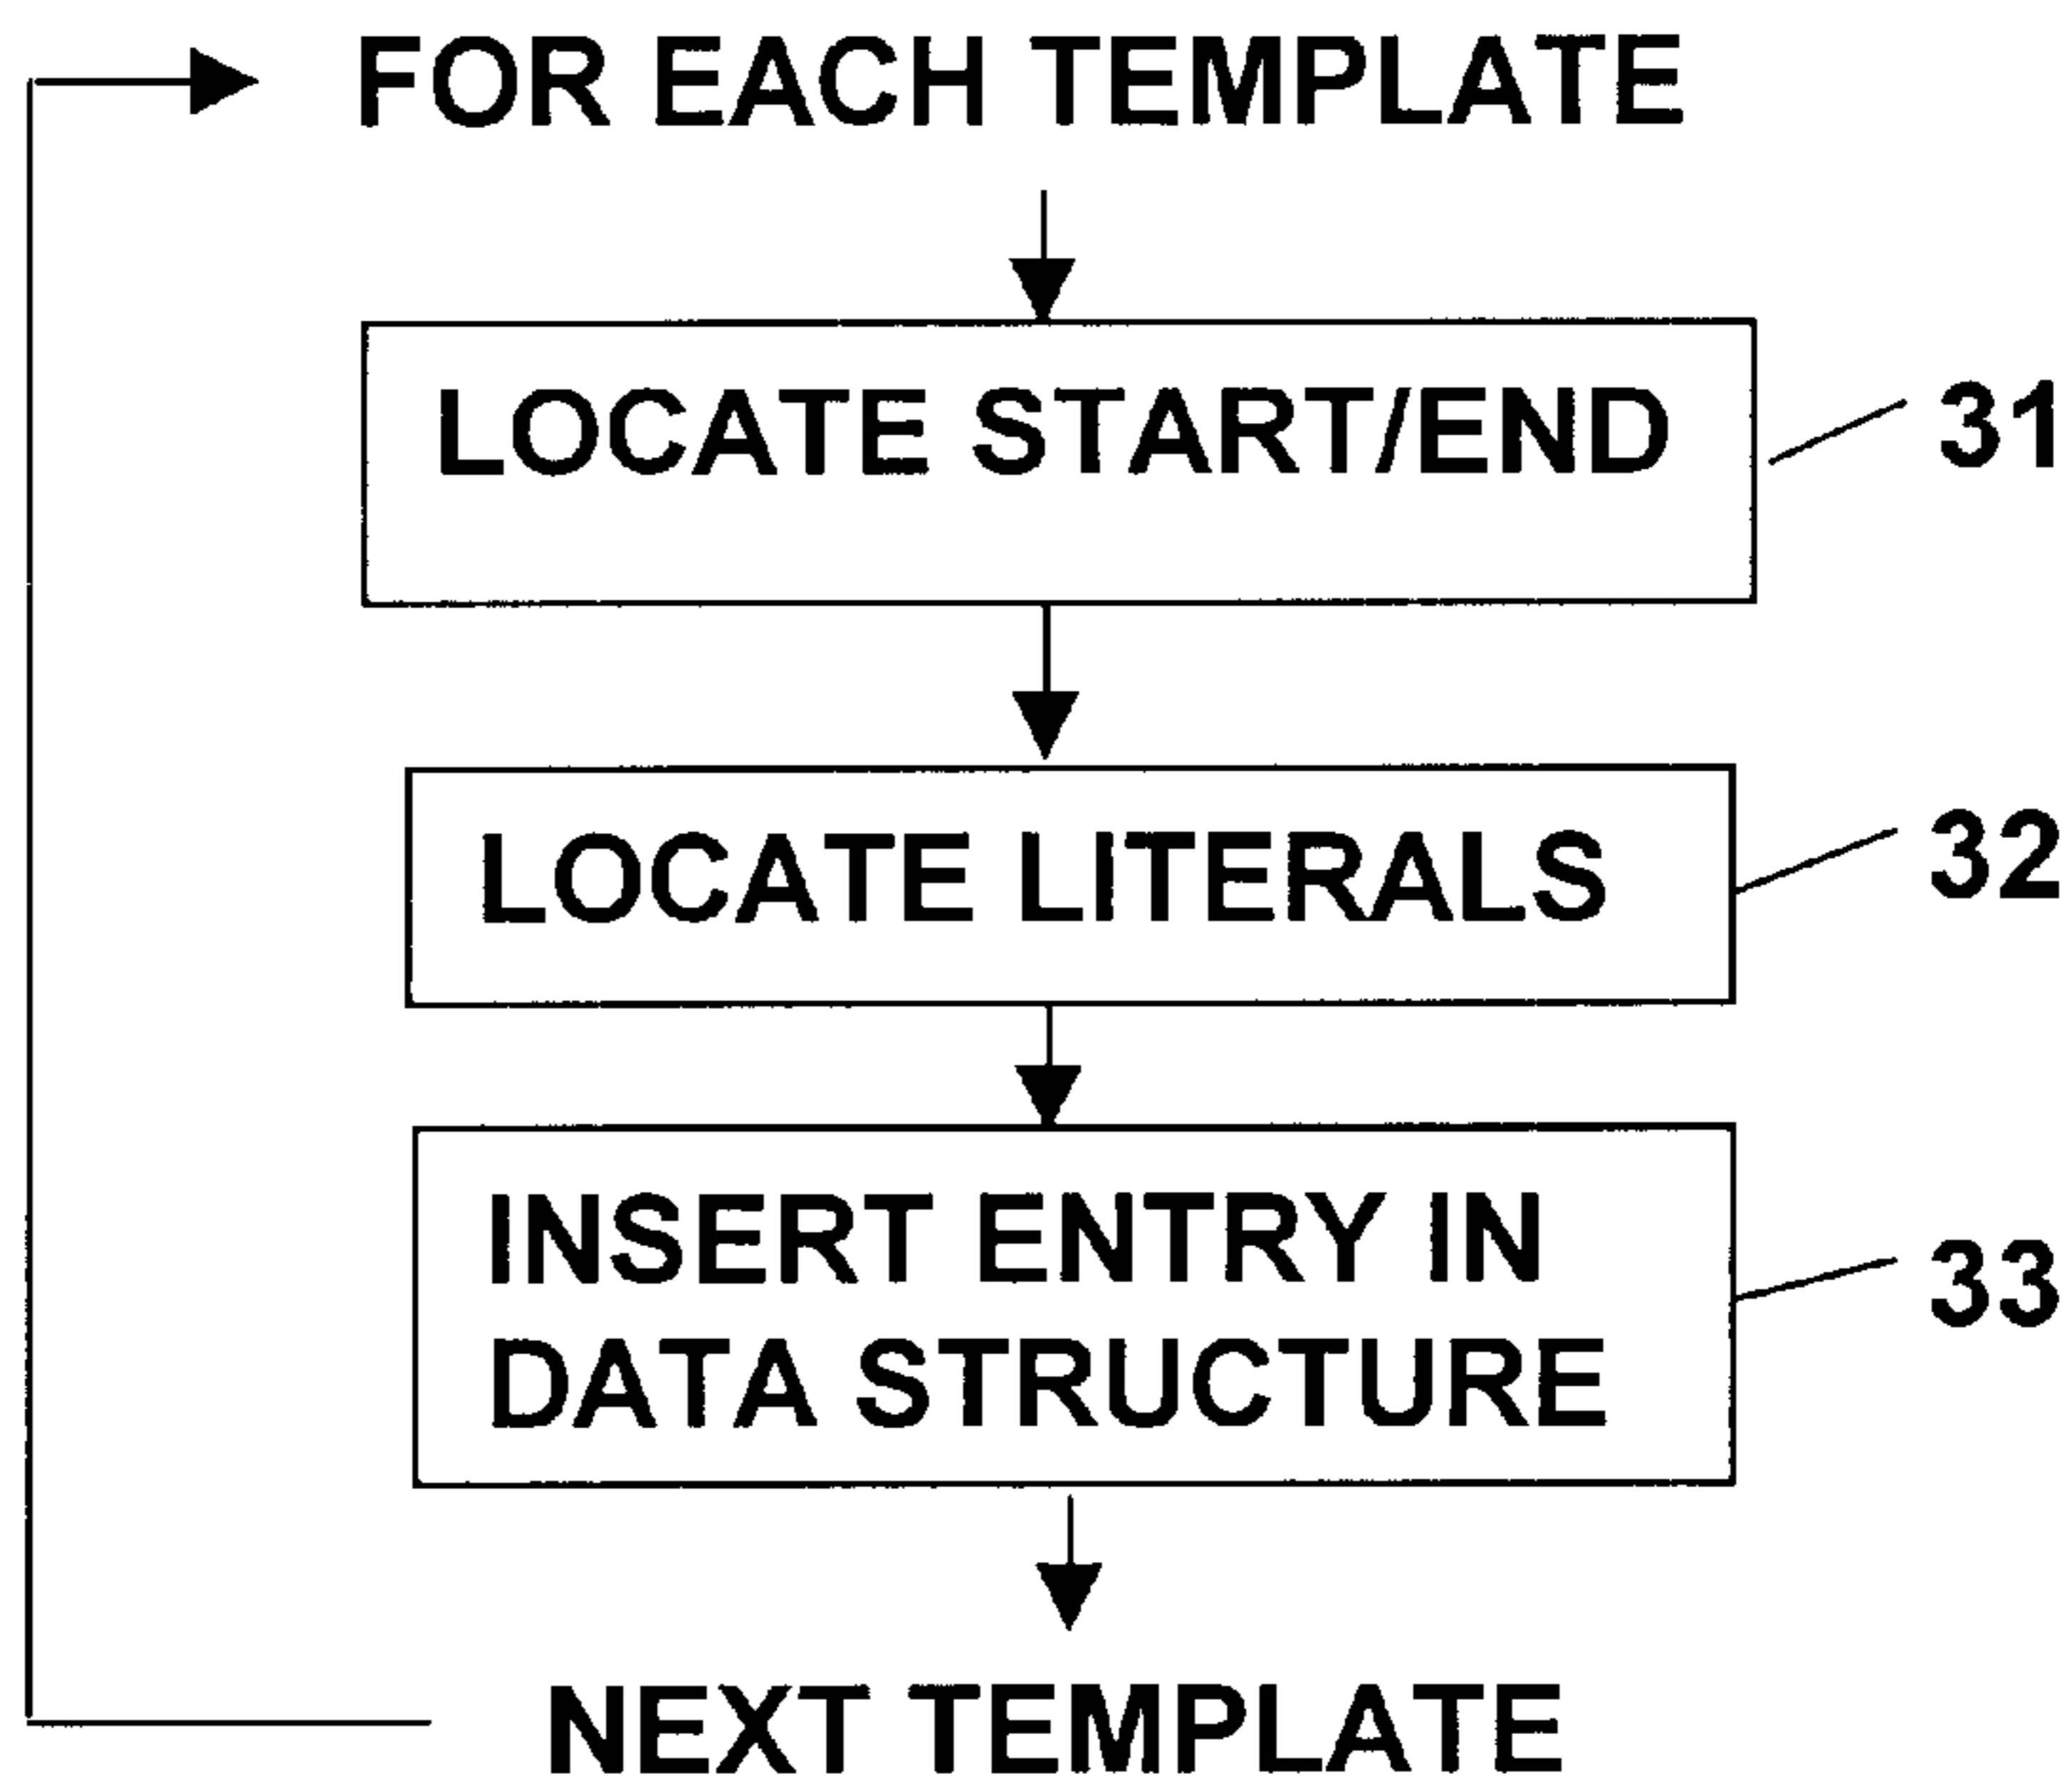 FOR EACH TEMPLATE
LOCATE START/END
31
LOCATE LITERALS
32
INSERT ENTRY IN
DATA STRUCTURE
33
NEXT TEMPLATE